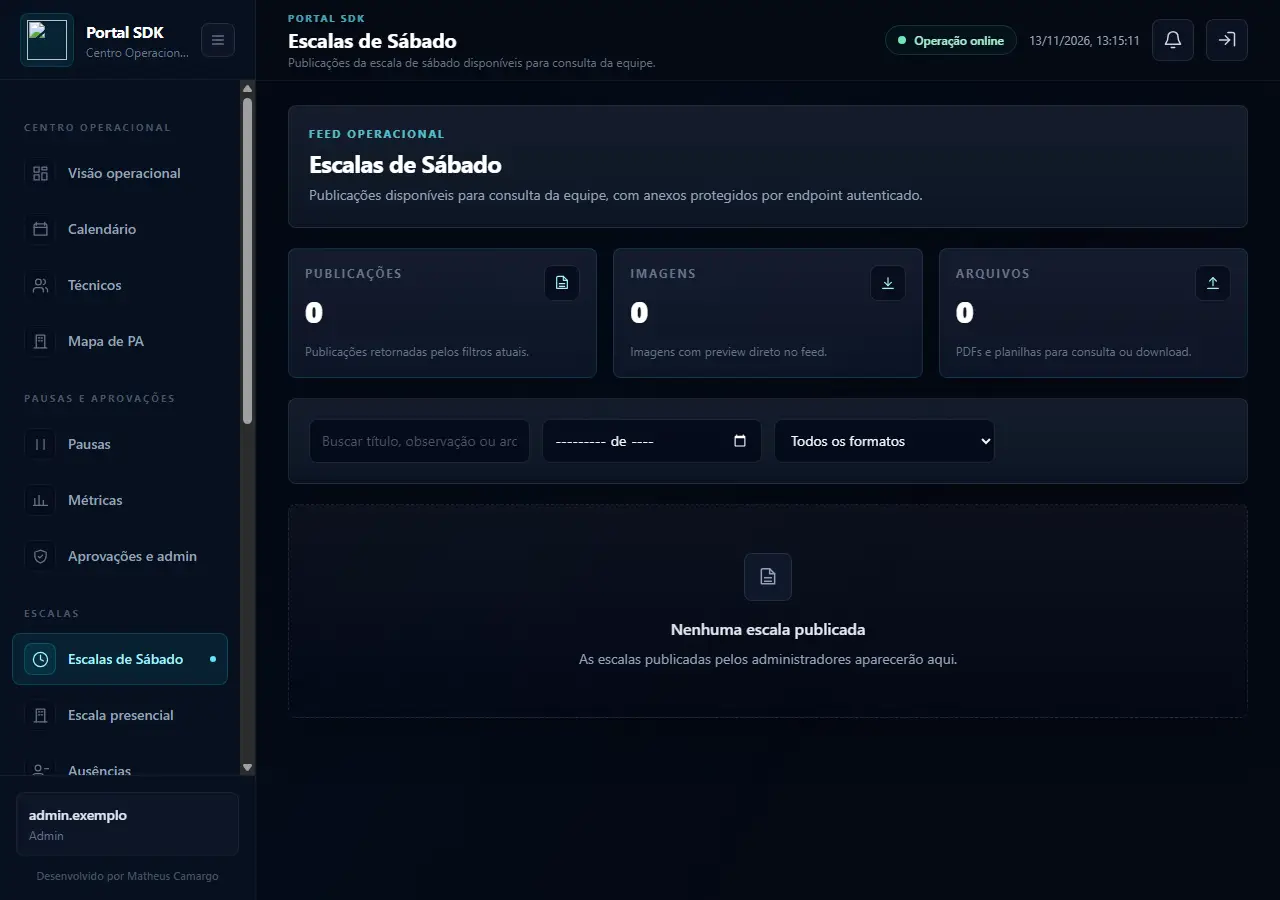 Portal SDK
Centro Operacion...
CENTRO OPERACIONAL
Visão operacional
Calendário
Técnicos
Mapa de PA
PAUSAS E APROVAÇÕES
Pausas
Métricas
Aprovações e admin
ESCALAS
Escalas de Sábado
Escala presencial
Ausências
admin.exemplo
Admin
Desenvolvido por Matheus Camargo
PORTAL SDK
Escalas de Sábado
Publicações da escala de sábado disponíveis para consulta da equipe.
Operação online
13/11/2026, 13:15:11
FEED OPERACIONAL
Escalas de Sábado
Publicações disponíveis para consulta da equipe, com anexos protegidos por endpoint autenticado.
PUBLICAÇÕES
0
Publicações retornadas pelos filtros atuais.
IMAGENS
0
Imagens com preview direto no feed.
ARQUIVOS
0
PDFs e planilhas para consulta ou download.
Buscar título, observação ou arc
--------- de ----
Todos os formatos
Nenhuma escala publicada
As escalas publicadas pelos administradores aparecerão aqui.